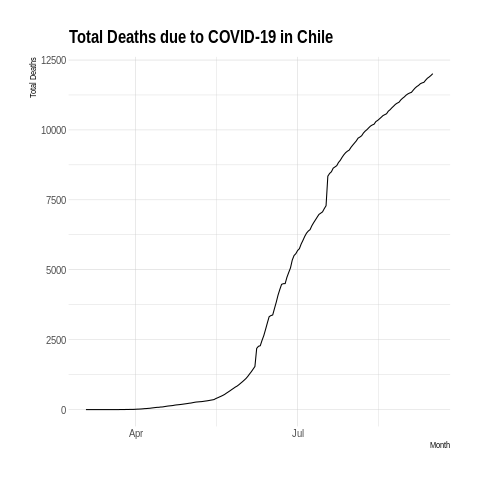 Total Deaths due to COVID-19 in Chile
Total Deaths
12500
10000
7500
5000
2500
0
Apr
Jul
Month